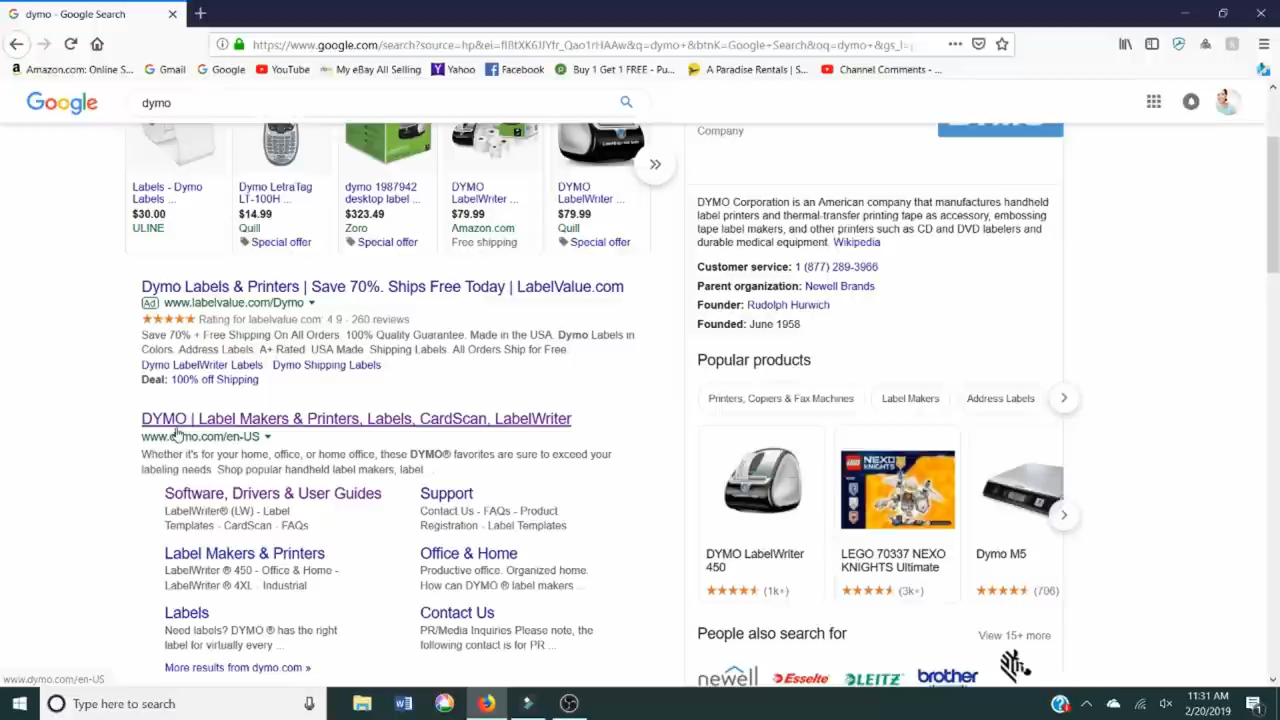 dymo - Google Search
https://www.google.com/search?source=hp&ei=
q=dymo+&btnK=Google+Search&oq=dymo+&gs_l=
Amazon.com: Online S...
Gmail
Google
YouTube
My eBay All Selling
Yahoo
Facebook
Buy 1 Get 1 FREE - Pu...
A Paradise Rentals | S...
Channel Comments - ...
Google
dymo
Labels - Dymo
Labels ...
$30.00
ULINE
Dymo LetraTag
LT-100H ...
$14.99
Quill
Special offer
dymo 1987942
desktop label ...
$323.49
Zoro
Special offer
DYMO
LabelWriter ...
$79.99
Amazon.com
Free shipping
DYMO
LabelWriter ...
$79.99
Quill
Special offer
Dymo Labels & Printers | Save 70%. Ships Free Today | LabelValue.com
Ad www.labelvalue.com/Dymo
Rating for labelvalue.com: 4.9 - 260 reviews
Save 70% + Free Shipping On All Orders. 100% Quality Guarantee. Made in the USA. Dymo Labels in
Colors. Address Labels. A+ Rated. USA Made. Shipping Labels. All Orders Ship for Free.
Dymo LabelWriter Labels Dymo Shipping Labels
Deal: 100% off Shipping
DYMO | Label Makers & Printers, Labels, CardScan, LabelWriter
www.dymo.com/en-US
Whether it's for your home, office, or home office, these DYMO® favorites are sure to exceed your
labeling needs. Shop popular handheld label makers, label
Software, Drivers & User Guides
LabelWriter® (LW) - Label
Templates - CardScan - FAQs
Support
Contact Us - FAQs - Product
Registration - Label Templates
Label Makers & Printers
LabelWriter ® 450 - Office & Home -
LabelWriter ® 4XL - Industrial
Office & Home
Productive office. Organized home.
How can DYMO ® label makers ...
Labels
Need labels? DYMO ® has the right
label for virtually every ...
Contact Us
PR/Media Inquiries Please note, the
following contact is for PR ...
More results from dymo.com »
Company
DYMO Corporation is an American company that manufactures handheld
label printers and thermal-transfer printing tape as accessory, embossing
tape label makers, and other printers such as CD and DVD labelers and
durable medical equipment. Wikipedia
Customer service: 1 (877) 289-3966
Parent organization: Newell Brands
Founder: Rudolph Hurwich
Founded: June 1958
Popular products
Printers, Copiers & Fax Machines
Label Makers
Address Labels
LEGO
NEXO
KNIGHTS
DYMO LabelWriter
450
(1k+)
LEGO 70337 NEXO
KNIGHTS Ultimate
(3k+)
Dymo M5
(706)
People also search for
View 15+ more
newell
Esselte
LEITZ
brother
www.dymo.com/en-US
Type here to search
11:31 AM
2/20/2019